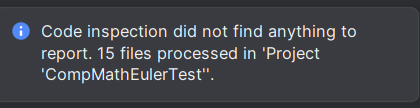 Code inspection did not find anything to
report. 15 files processed in 'Project
'CompMathEulerTest''.